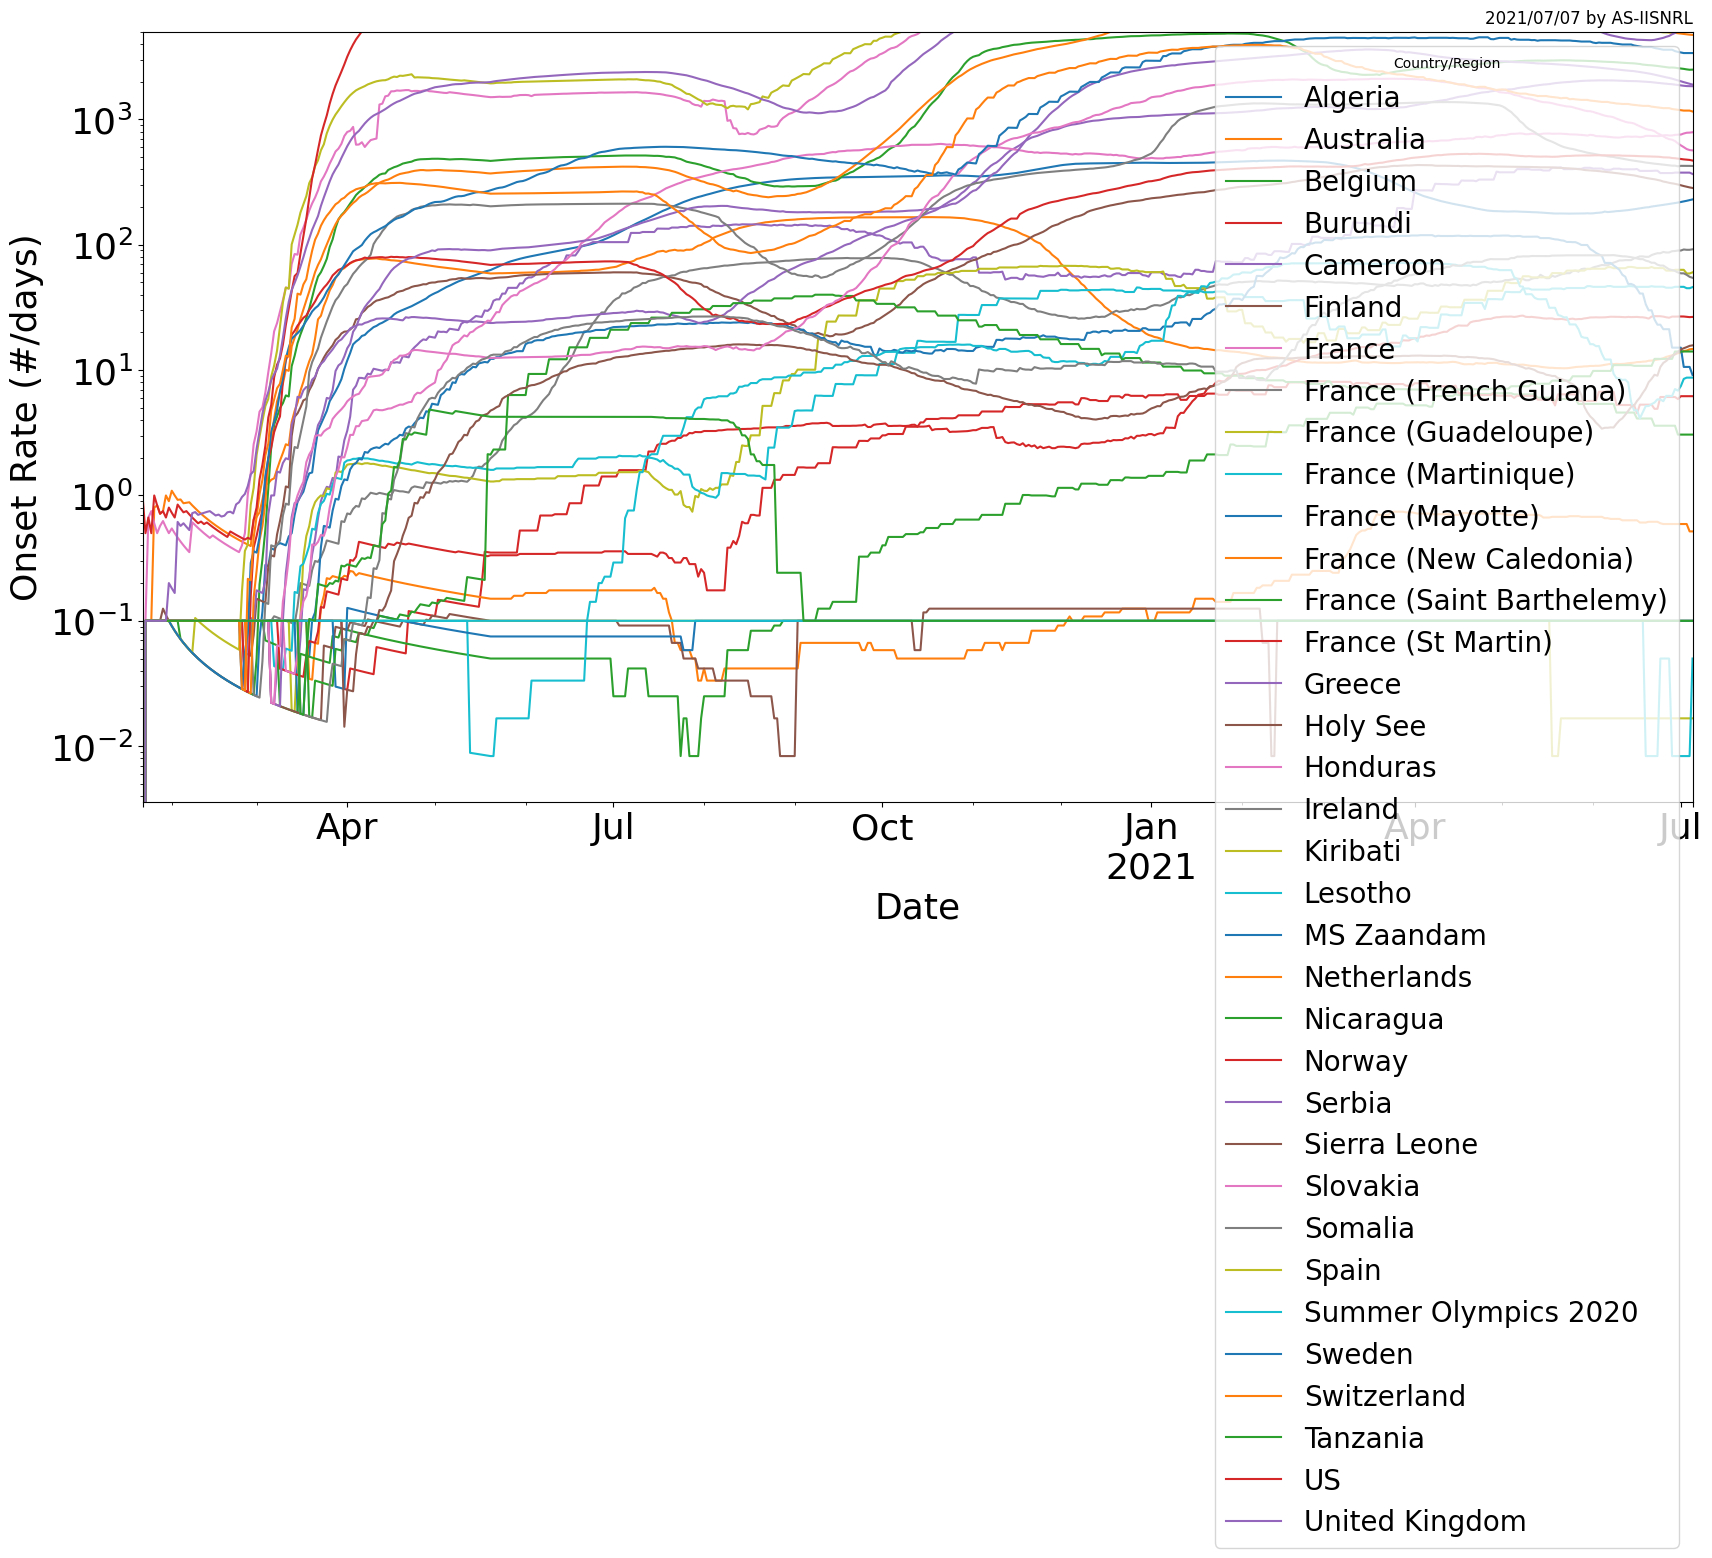 2021/07/07 by AS-IISNRL
Onset Rate (#/days)
10³
10²
10¹
10⁰
10⁻¹
10⁻²
Apr
Jul
Oct
Jan
2021
Apr
Jul
Date
Country/Region
Algeria
Australia
Belgium
Burundi
Cameroon
Finland
France
France (French Guiana)
France (Guadeloupe)
France (Martinique)
France (Mayotte)
France (New Caledonia)
France (Saint Barthelemy)
France (St Martin)
Greece
Holy See
Honduras
Ireland
Kiribati
Lesotho
MS Zaandam
Netherlands
Nicaragua
Norway
Serbia
Sierra Leone
Slovakia
Somalia
Spain
Summer Olympics 2020
Sweden
Switzerland
Tanzania
US
United Kingdom